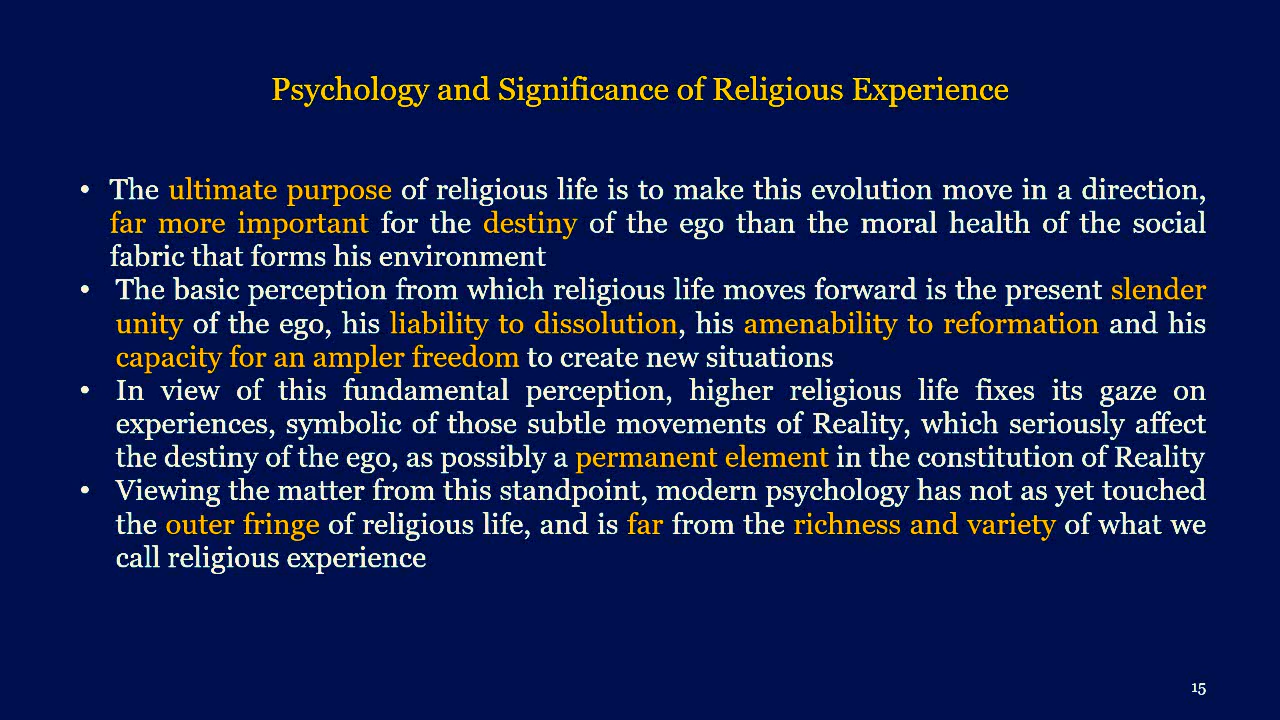 Psychology and Significance of Religious Experience
• The ultimate purpose of religious life is to make this evolution move in a direction,
far more important for the destiny of the ego than the moral health of the social
fabric that forms his environment
• The basic perception from which religious life moves forward is the present slender
unity of the ego, his liability to dissolution, his amenability to reformation and his
capacity for an ampler freedom to create new situations
• In view of this fundamental perception, higher religious life fixes its gaze on
experiences, symbolic of those subtle movements of Reality, which seriously affect
the destiny of the ego, as possibly a permanent element in the constitution of Reality
• Viewing the matter from this standpoint, modern psychology has not as yet touched
the outer fringe of religious life, and is far from the richness and variety of what we
call religious experience
15